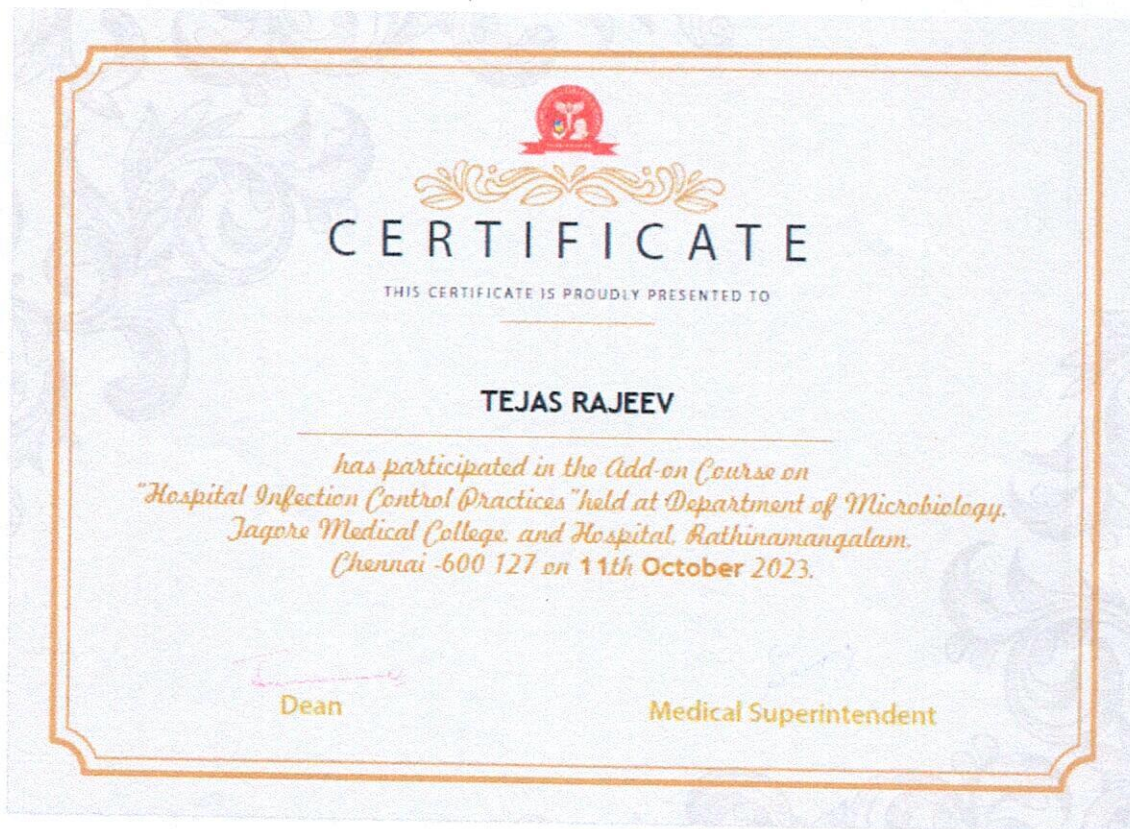 CERTIFICATE
THIS CERTIFICATE IS PROUDLY PRESENTED TO
TEJAS RAJEEV
has participated in the Add-on Course on
"Hospital Infection Control Practices" held at Department of Microbiology,
Tagore Medical College, and Hospital, Rathinamangalam,
Chennai -600 127 on 11th October 2023.
Dean
Medical Superintendent